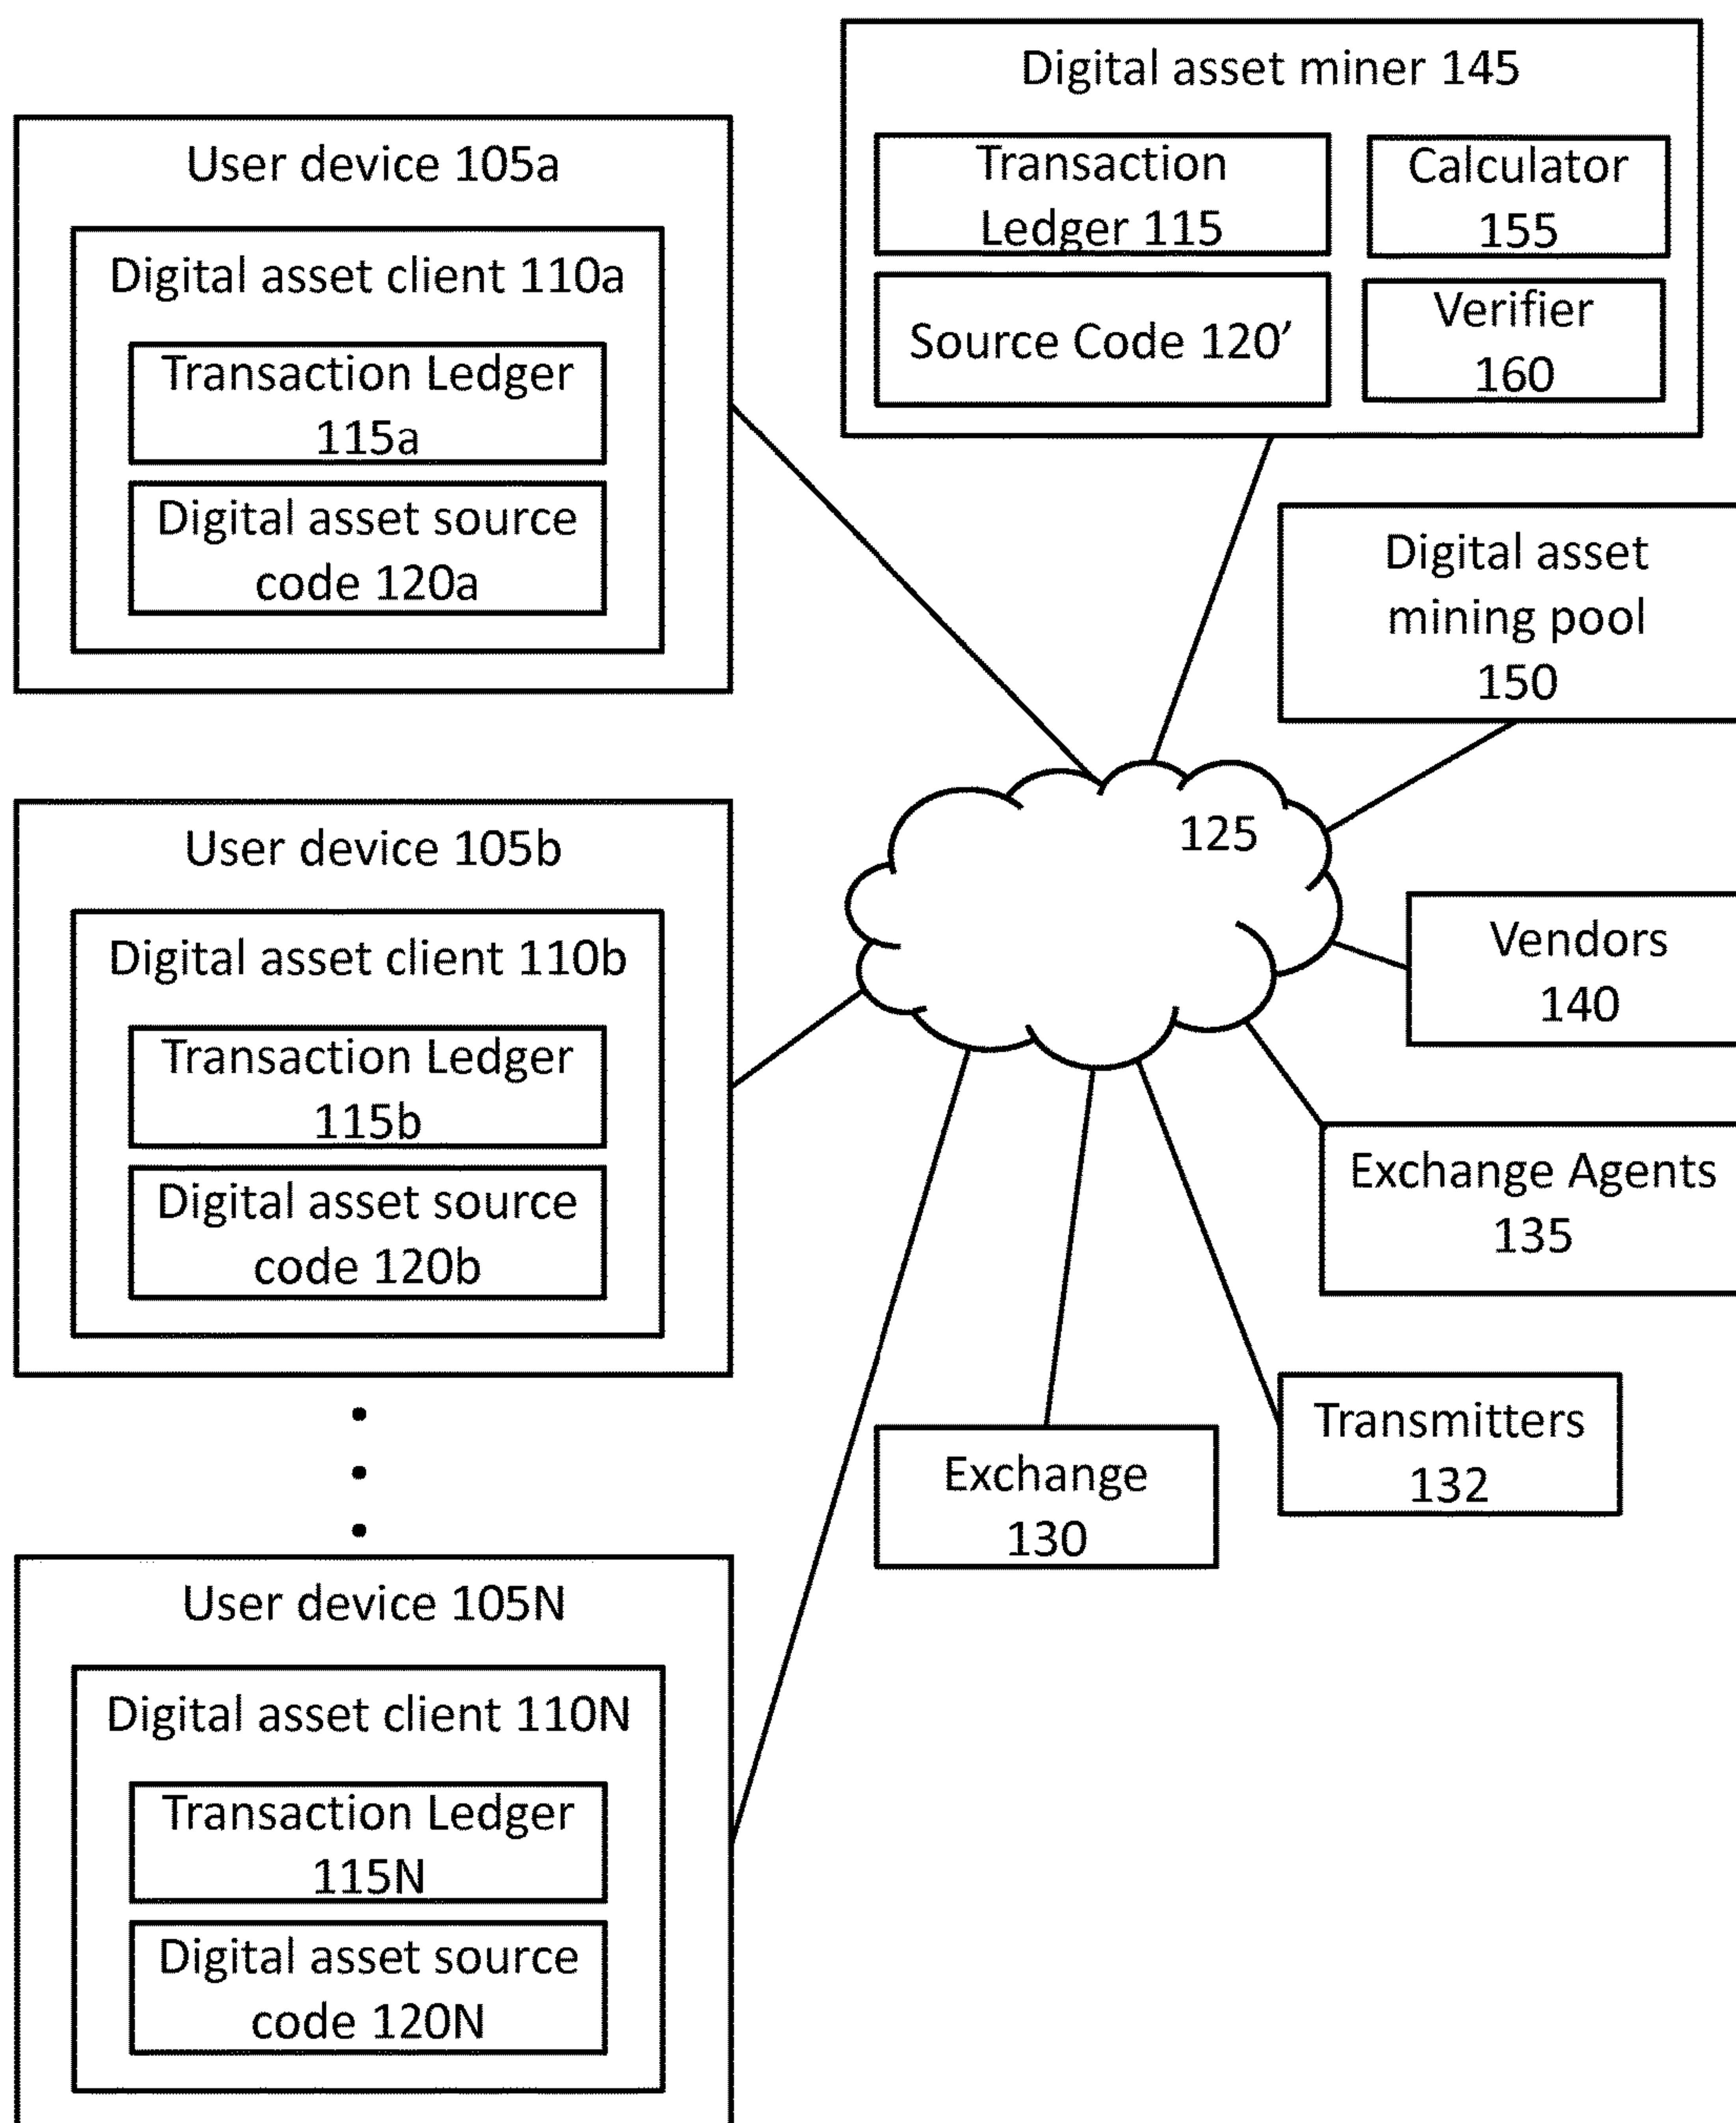 User device 105a
Digital asset client 110a
Transaction Ledger
115a
Digital asset source
code 120a
Digital asset miner 145
Transaction
Ledger 115
Calculator
155
Source Code 120’
Verifier
160
Digital asset
mining pool
150
125
User device 105b
Digital asset client 110b
Transaction Ledger
115b
Digital asset source
code 120b
Vendors
140
Exchange Agents
135
Transmitters
132
Exchange
130
User device 105N
Digital asset client 110N
Transaction Ledger
115N
Digital asset source
code 120N